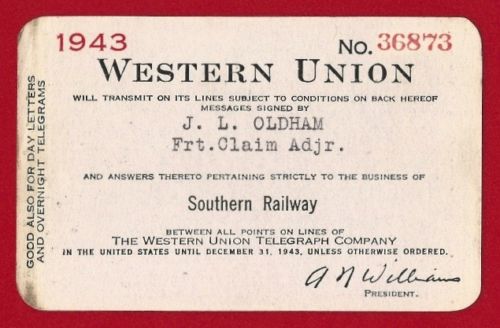 1943 No. 36873
WESTERN UNION
WILL TRANSMIT ON ITS LINES SUBJECT TO CONDITIONS ON BACK HEREOF
MESSAGES SIGNED BY
J. L. OLDHAM
Frt.Claim Adjr.
AND ANSWERS THERETO PERTAINING STRICTLY TO THE BUSINESS OF
Southern Railway
BETWEEN ALL POINTS ON LINES OF
THE WESTERN UNION TELEGRAPH COMPANY
IN THE UNITED STATES UNTIL DECEMBER 31, 1943, UNLESS OTHERWISE ORDERED.
A N Williams
PRESIDENT.
GOOD ALSO FOR DAY LETTERS
AND OVERNIGHT TELEGRAMS